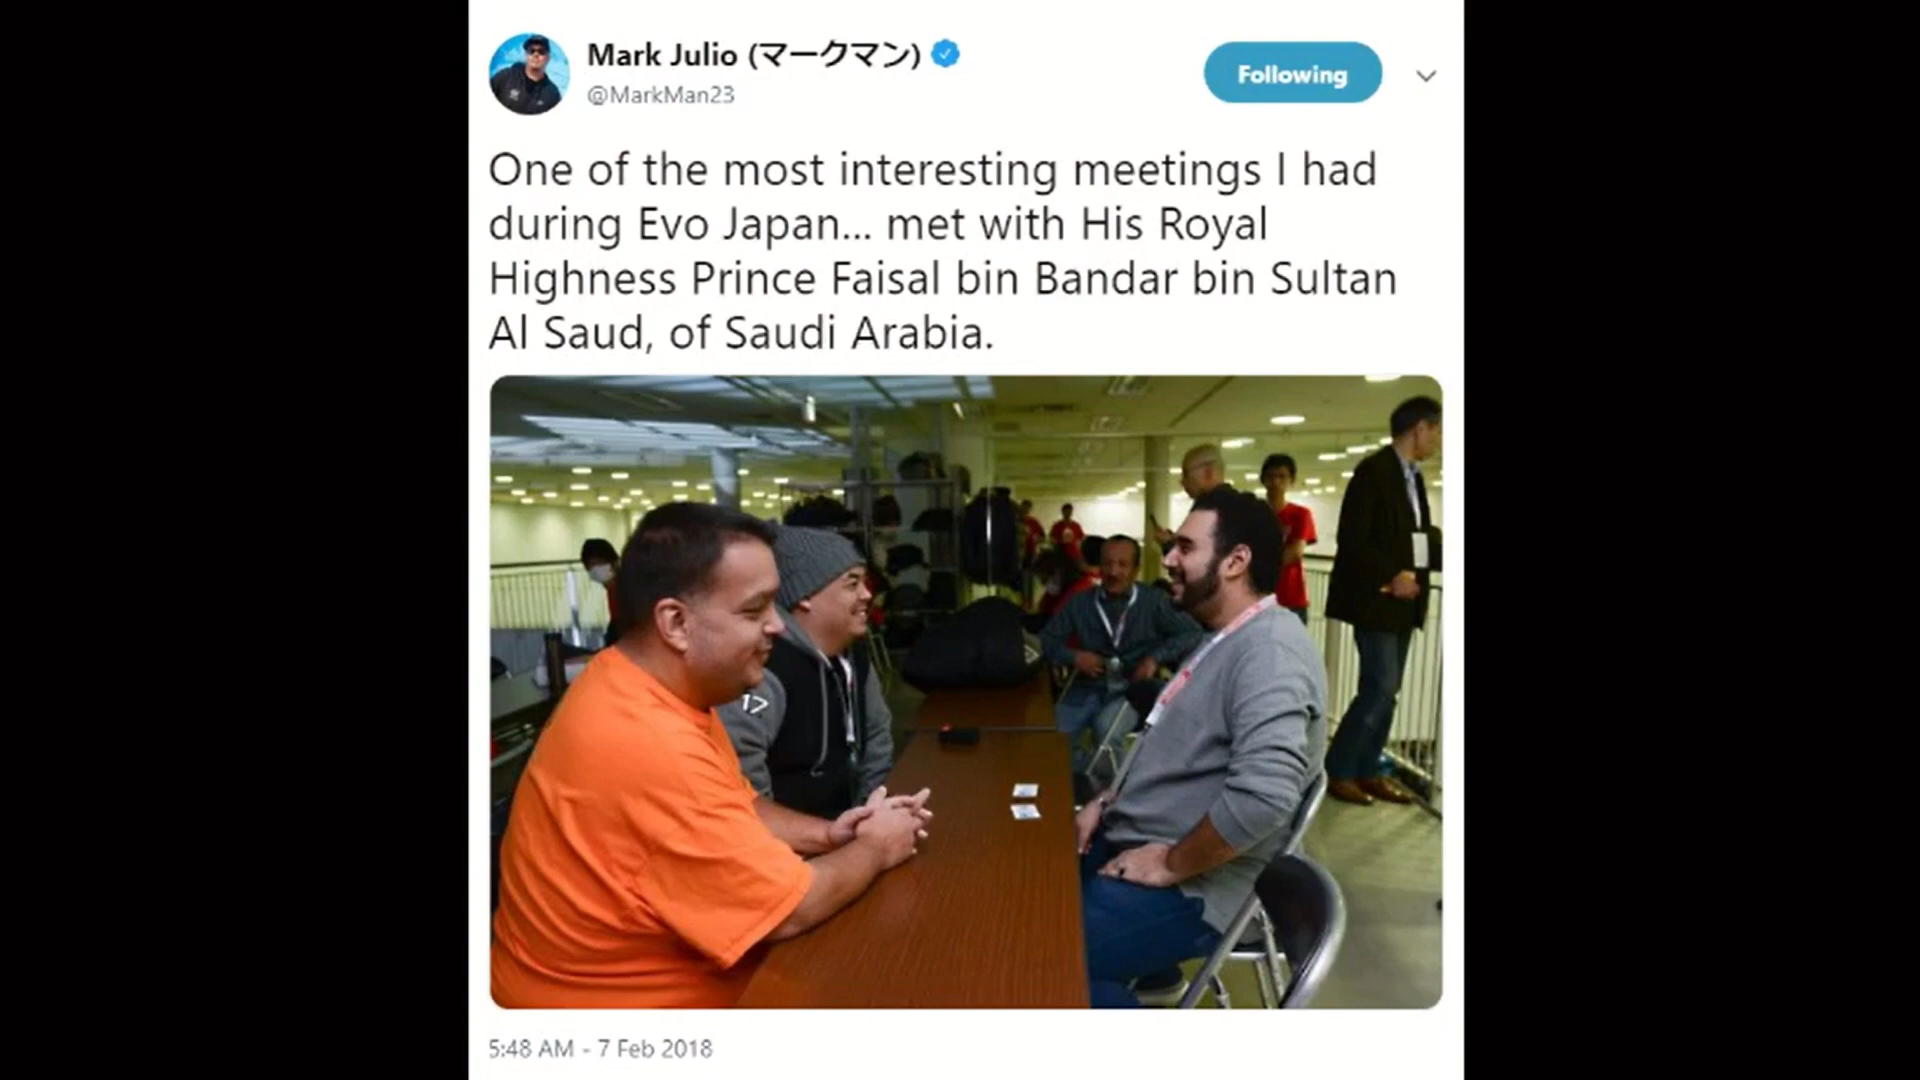 Mark Julio (マークマン)
@MarkMan23
Following
One of the most interesting meetings I had
during Evo Japan... met with His Royal
Highness Prince Faisal bin Bandar bin Sultan
Al Saud, of Saudi Arabia.
17
5:48 AM - 7 Feb 2018